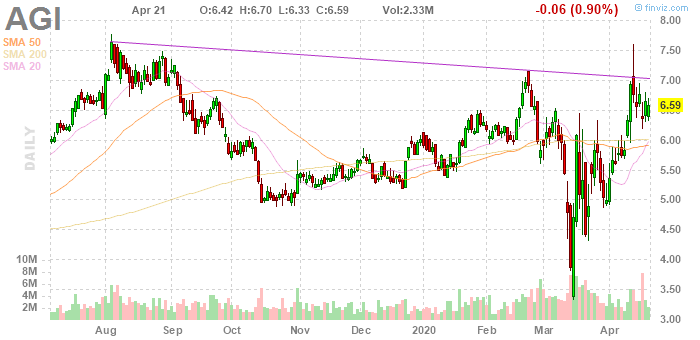 AGI
Apr 21 O:6.42 H:6.70 L:6.33 C:6.59 Vol:2.33M -0.06 (0.90%)
© finviz.com
SMA 50
SMA 200
SMA 20
DAILY
8.00
7.50
7.00
6.59
6.00
5.50
5.00
4.50
4.00
3.50
3.00
10M
8M
6M
4M
2M
Aug Sep Oct Nov Dec 2020 Feb Mar Apr